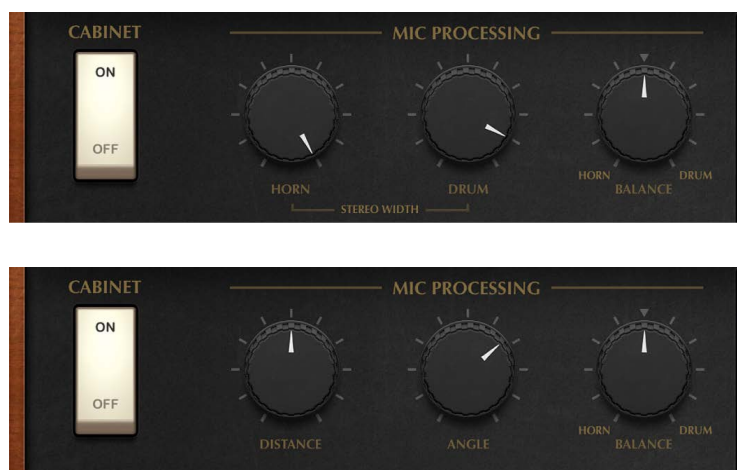 CABINET MIC PROCESSING
ON
OFF
HORN DRUM
HORN DRUM BALANCE
STEREO WIDTH
CABINET MIC PROCESSING
ON
OFF
HORN DRUM
DISTANCE ANGLE BALANCE